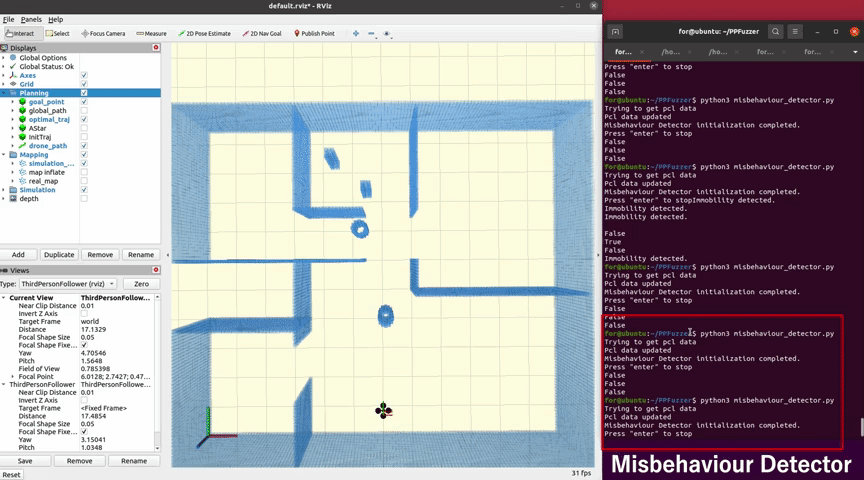 default.rviz* - RViz
File Panels Help
Interact Select Focus Camera Measure 2D Pose Estimate 2D Nav Goal Publish Point
Displays
Global Options
Global Status: Ok
Axes
Grid
Planning
goal_point
global_path
optimal_traj
AStar
InitTraj
drone_path
Mapping
simulation_...
map inflate
real_map
Simulation
depth
Add Duplicate Remove Rename
Views
Type: ThirdPersonFollower (rviz) Zero
Current View ThirdPersonFollow...
Near Clip Distance 0.01
Invert Z Axis
Target Frame world
Distance 17.1329
Focal Shape Size 0.05
Focal Shape Fixe...
Yaw 4.70546
Pitch 1.5648
Field of View 0.785398
Focal Point 6.0128; 2.7427; 0.47...
ThirdPersonFollower ThirdPersonFollowe...
Near Clip Distance 0.01
Invert Z Axis
Target Frame <Fixed Frame>
Distance 17.4854
Focal Shape Size 0.05
Focal Shape Fixe...
Yaw 3.15041
Pitch 1.0348
Save Remove Rename
Reset
31 fps
for@ubuntu: ~/PPFuzzer
for... /ho... /ho... for... for...
Press "enter" to stop
False
False
False
for@ubuntu:~/PPFuzzer$ python3 misbehaviour_detector.py
Trying to get pcl data
Pcl data updated
Misbehaviour Detector initialization completed.
Press "enter" to stop
False
False
False
for@ubuntu:~/PPFuzzer$ python3 misbehaviour_detector.py
Trying to get pcl data
Pcl data updated
Misbehaviour Detector initialization completed.
Press "enter" to stopImmobility detected.
Immobility detected.
Immobility detected.
False
True
False
Immobility detected.
for@ubuntu:~/PPFuzzer$ python3 misbehaviour_detector.py
Trying to get pcl data
Pcl data updated
Misbehaviour Detector initialization completed.
Press "enter" to stop
False
False
False
for@ubuntu:~/PPFuzzer$ python3 misbehaviour_detector.py
Trying to get pcl data
Pcl data updated
Misbehaviour Detector initialization completed.
Press "enter" to stop
False
False
False
for@ubuntu:~/PPFuzzer$ python3 misbehaviour_detector.py
Trying to get pcl data
Pcl data updated
Misbehaviour Detector initialization completed.
Press "enter" to stop
Misbehaviour Detector